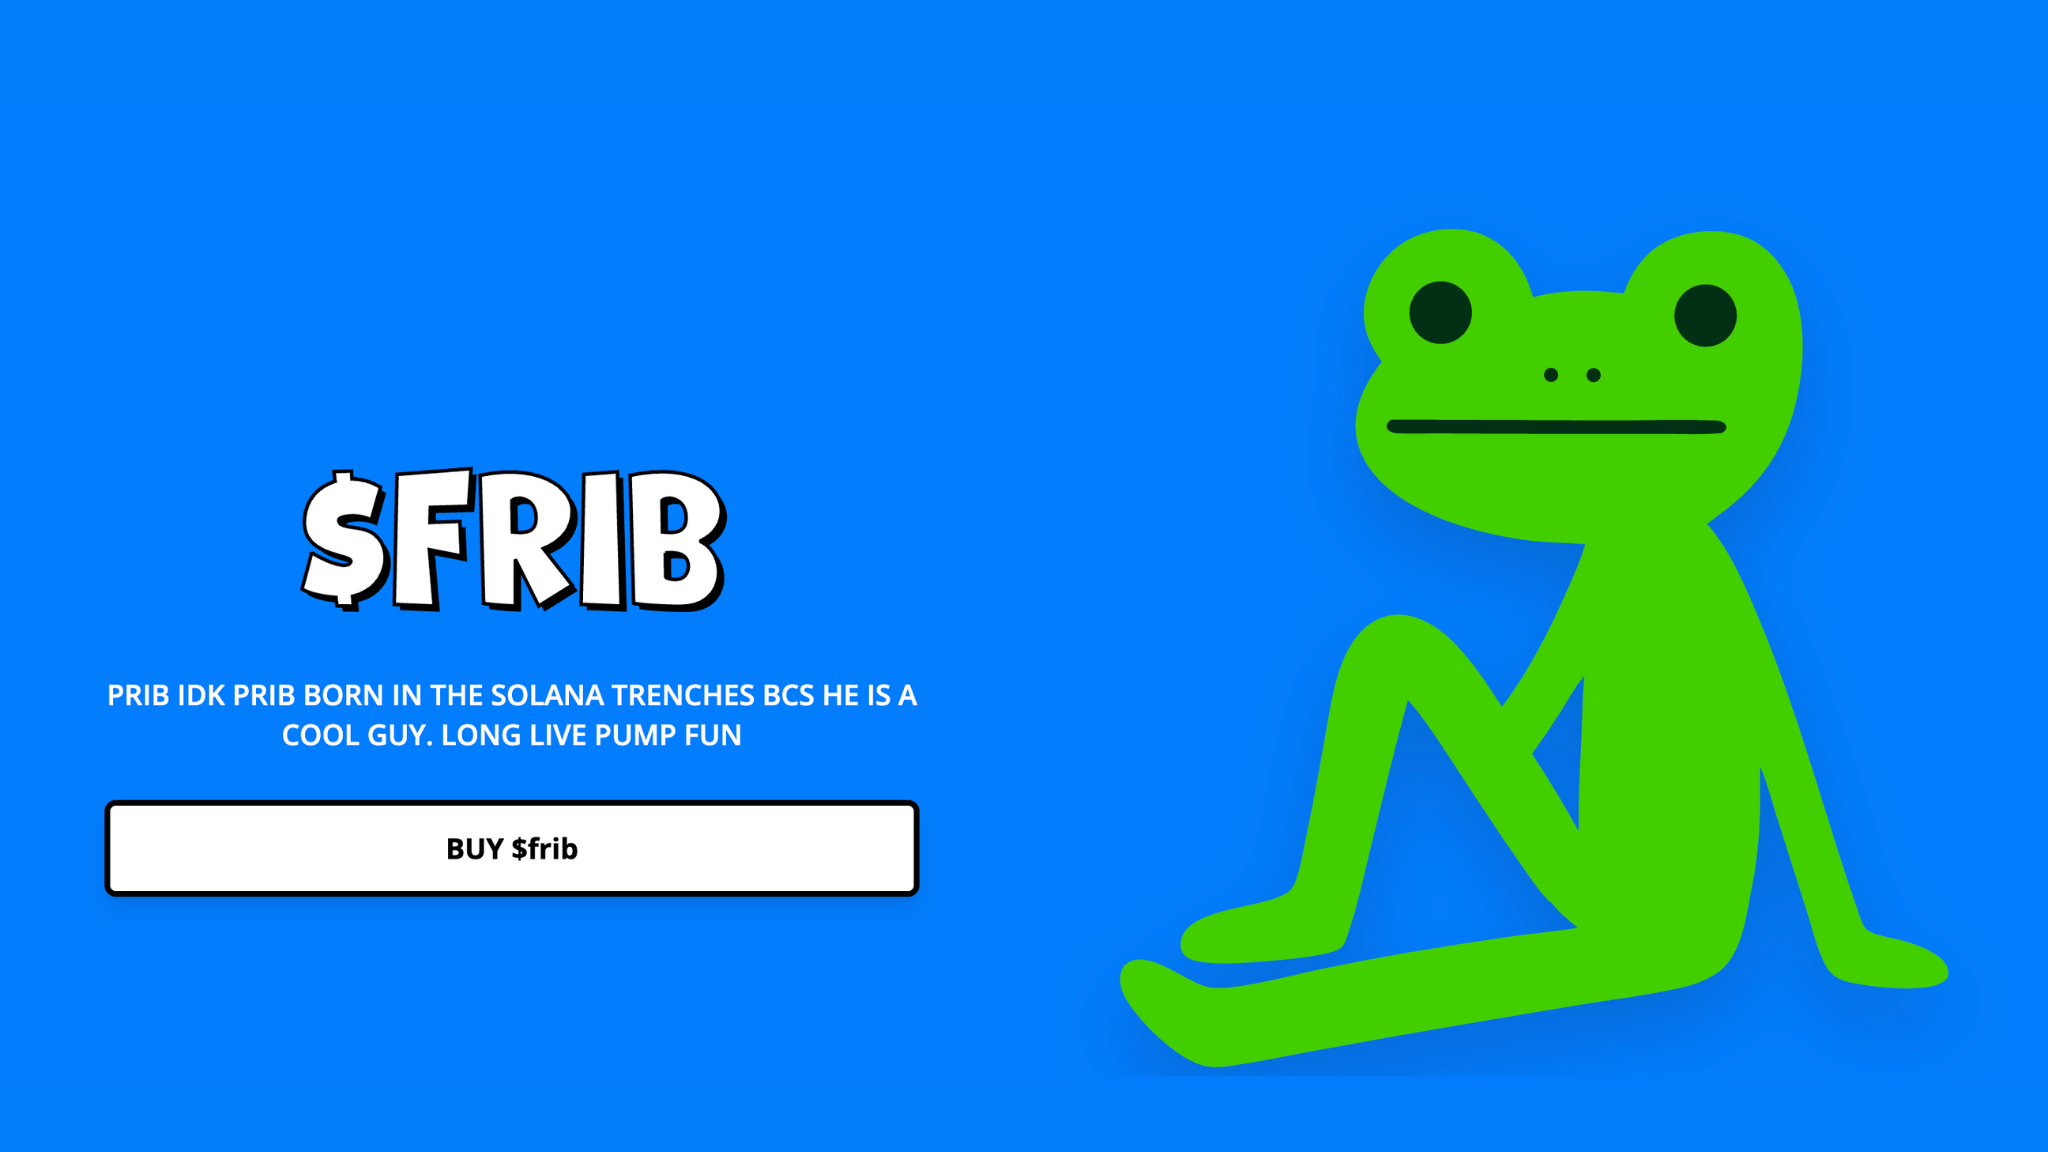 $FRIB
PRIB IDK PRIB BORN IN THE SOLANA TRENCHES BCS HE IS A
COOL GUY. LONG LIVE PUMP FUN
BUY $frib